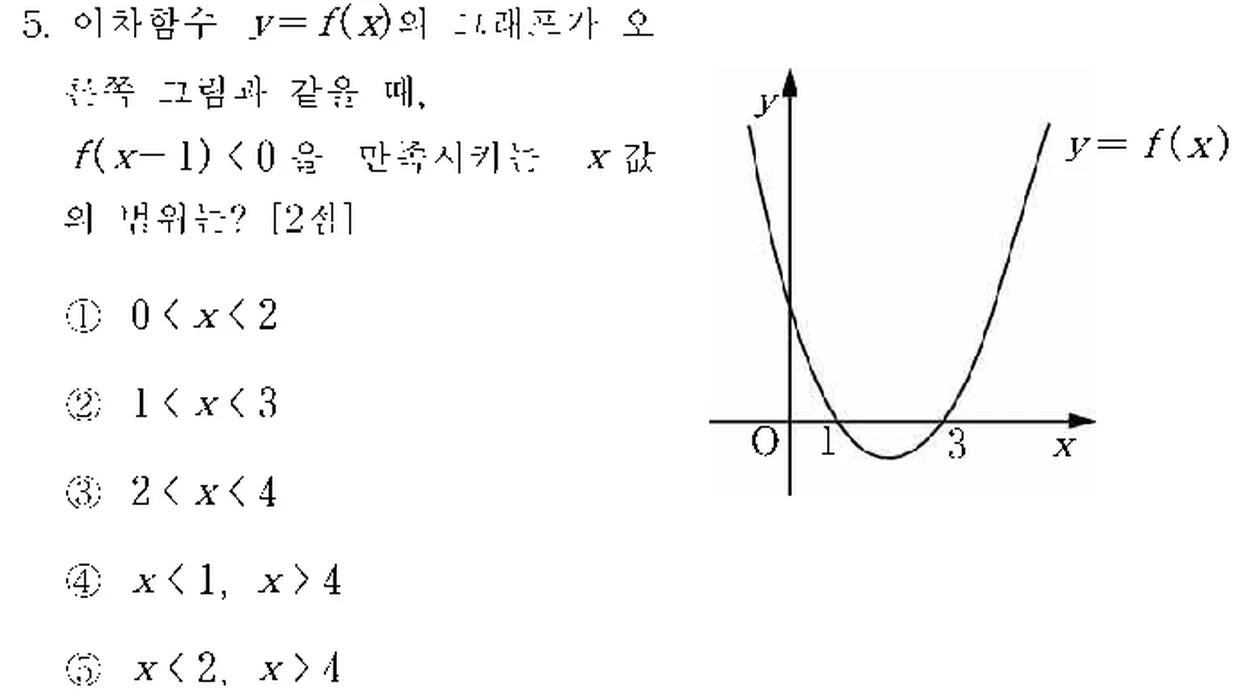 5. 이차함수 y = f(x)의 그래프가 오
른쪽 그림과 같을 때,
f(x-1) < 0 을 만족시키는 x 값
의 범위는? [2점]
① 0 < x < 2
② 1 < x < 3
③ 2 < x < 4
④ x < 1, x > 4
⑤ x < 2, x > 4
y
y = f(x)
O 1 3 x